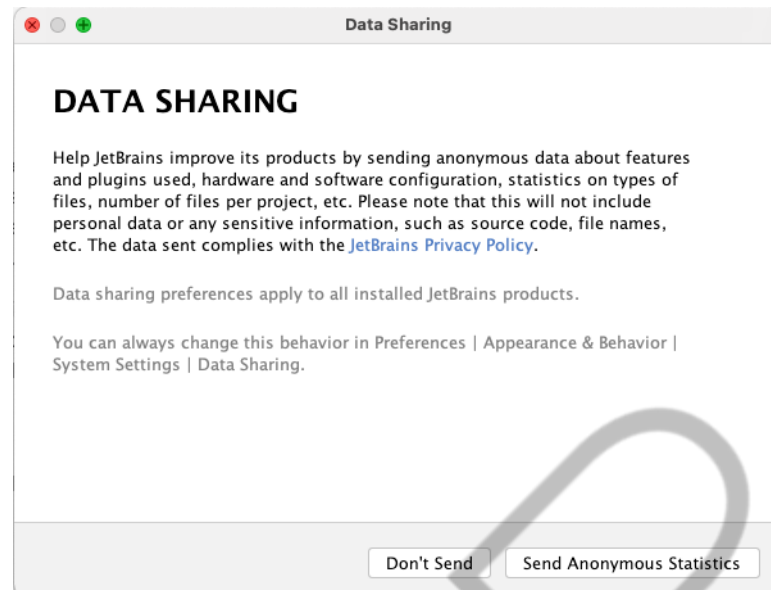 Data Sharing
DATA SHARING
Help JetBrains improve its products by sending anonymous data about features
and plugins used, hardware and software configuration, statistics on types of
files, number of files per project, etc. Please note that this will not include
personal data or any sensitive information, such as source code, file names,
etc. The data sent complies with the JetBrains Privacy Policy.
Data sharing preferences apply to all installed JetBrains products.
You can always change this behavior in Preferences | Appearance & Behavior |
System Settings | Data Sharing.
Don't Send
Send Anonymous Statistics